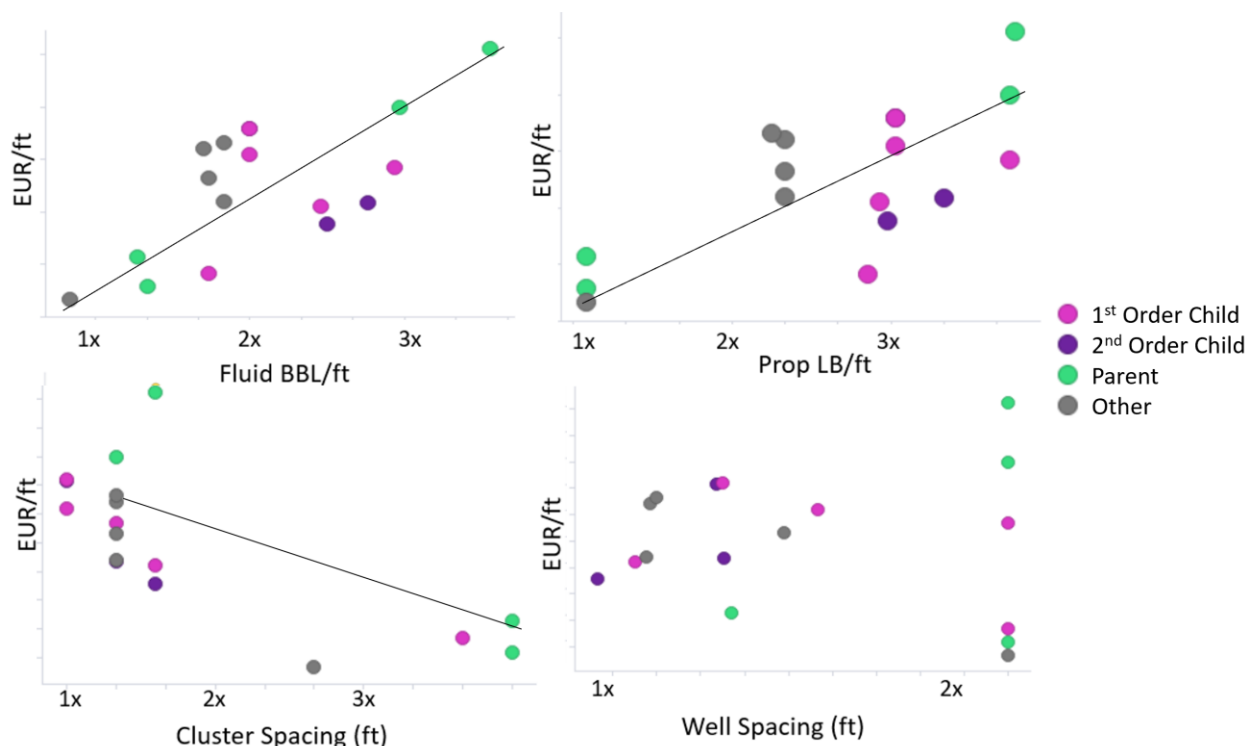 EUR/ft
1x 2x 3x
Fluid BBL/ft
EUR/ft
1x 2x 3x
Prop LB/ft
1st Order Child
2nd Order Child
Parent
Other
EUR/ft
1x 2x 3x
Cluster Spacing (ft)
EUR/ft
1x 2x
Well Spacing (ft)